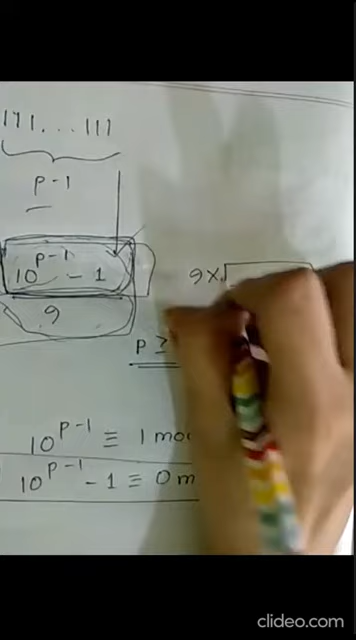 111...111
p-1
10^{p-1} - 1
9
9×√
p ≥
10^{p-1} ≡ 1 mo
10^{p-1} - 1 ≡ 0 m
clideo.com